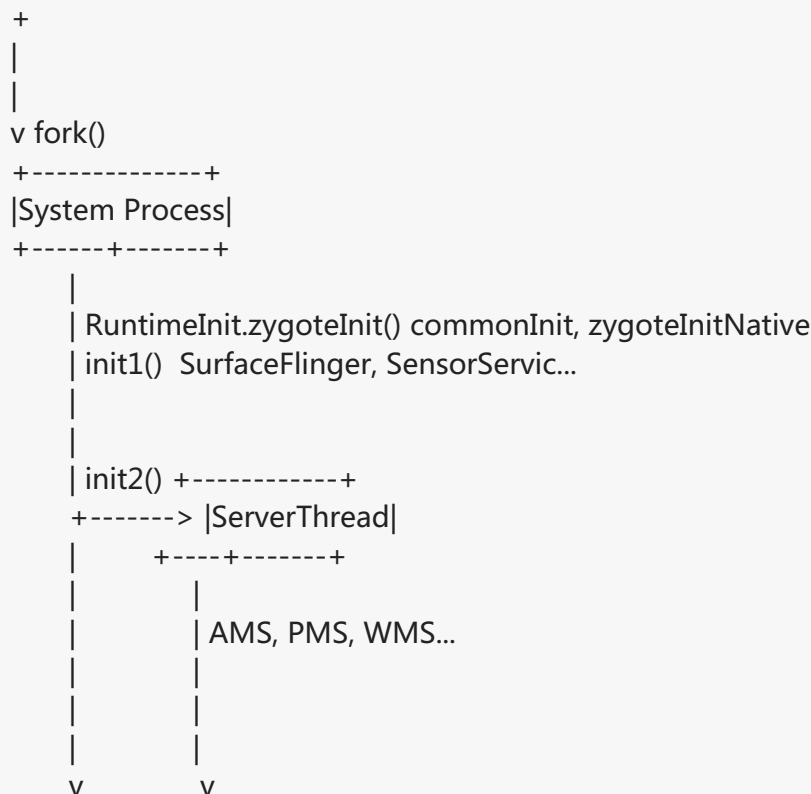 +
|
|
v fork()
+--------------+
|System Process|
+------+-------+
|
| RuntimeInit.zygoteInit() commonInit, zygoteInitNative
| init1()  SurfaceFlinger, SensorServic...
|
|
| init2() +------------+
+-------> |ServerThread|
| +----+-------+
| |
| | AMS, PMS, WMS...
| |
| |
| |
v v